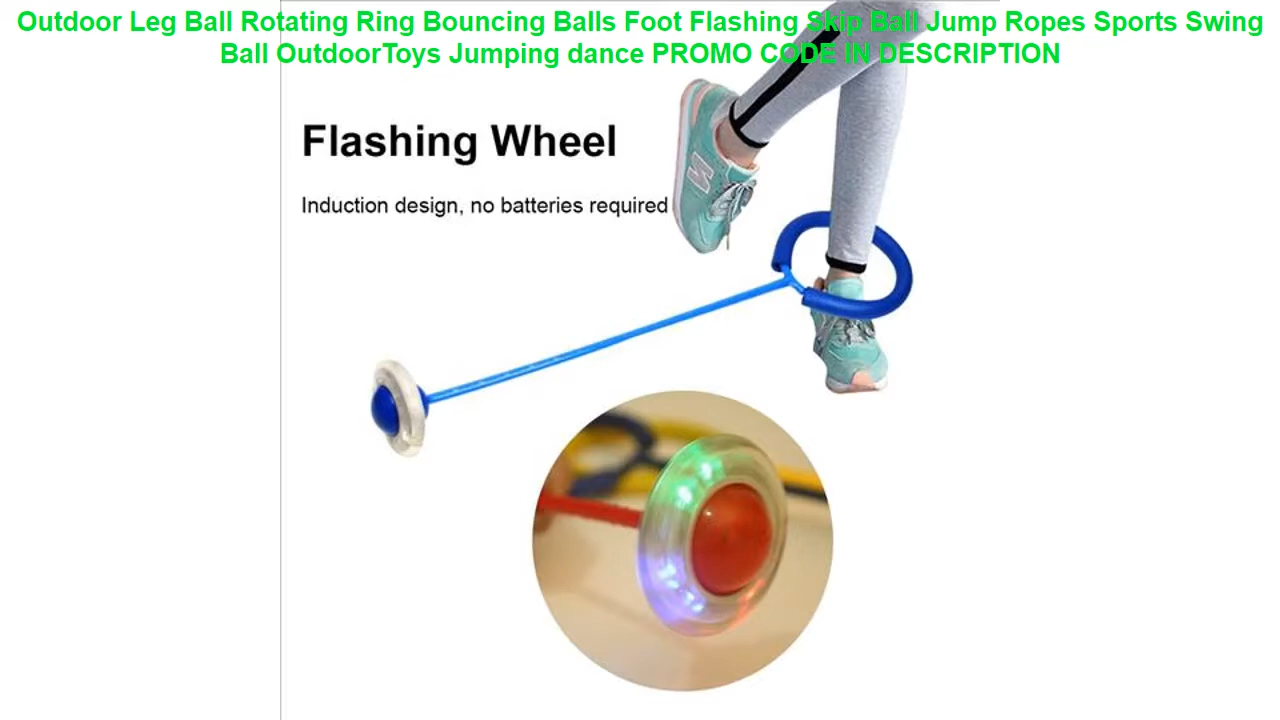 Outdoor Leg Ball Rotating Ring Bouncing Balls Foot Flashing Skip Ball Jump Ropes Sports Swing
Ball OutdoorToys Jumping dance PROMO CODE IN DESCRIPTION
Flashing Wheel
Induction design, no batteries required
N